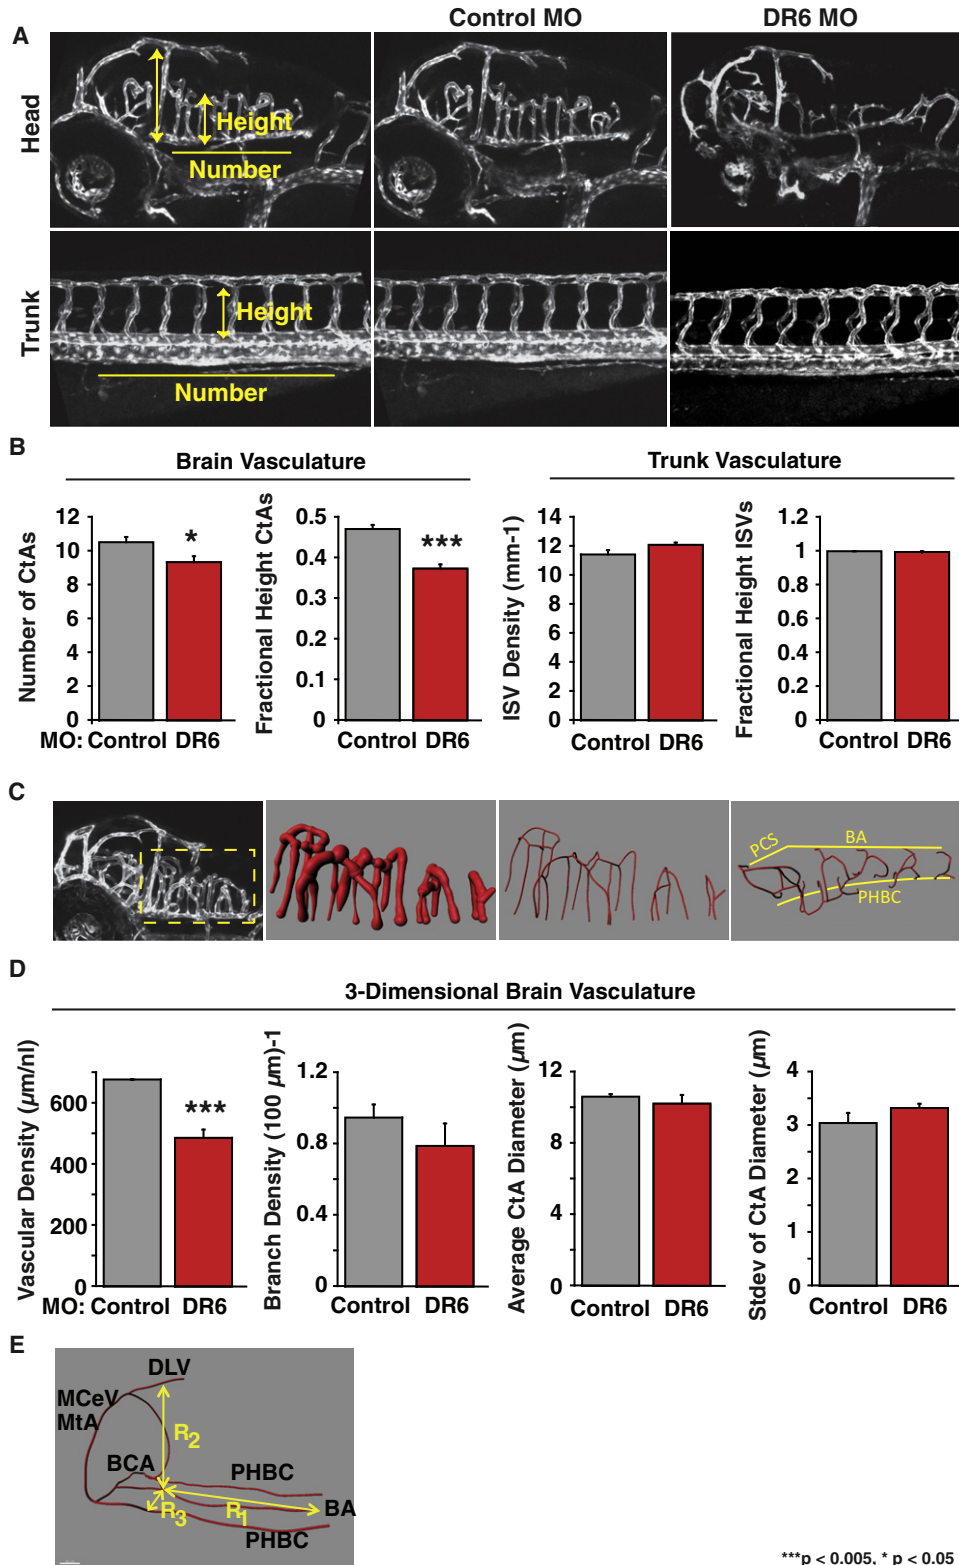 Control MO
DR6 MO
A
Head
Height
Number
Trunk
Height
Number
B
Brain Vasculature
Trunk Vasculature
Number of CtAs
12
10
8
6
4
2
0
*
MO: Control DR6
Fractional Height CtAs
0.5
0.4
0.3
0.2
0.1
0
***
Control DR6
ISV Density (mm-1)
14
12
10
8
6
4
2
0
Control DR6
Fractional Height ISVs
1.2
1
0.8
0.6
0.4
0.2
0
Control DR6
C
PCS
BA
PHBC
D
3-Dimensional Brain Vasculature
Vascular Density (µm/nl)
600
400
200
0
***
MO: Control DR6
Branch Density (100 µm)-1
1.2
0.8
0.4
0
Control DR6
Average CtA Diameter (µm)
12
8
4
0
Control DR6
Stdev of CtA Diameter (µm)
4
3
2
1
0
Control DR6
E
DLV
MCeV
MtA
R2
BCA
PHBC
BA
R3
R1
PHBC
***p < 0.005, * p < 0.05